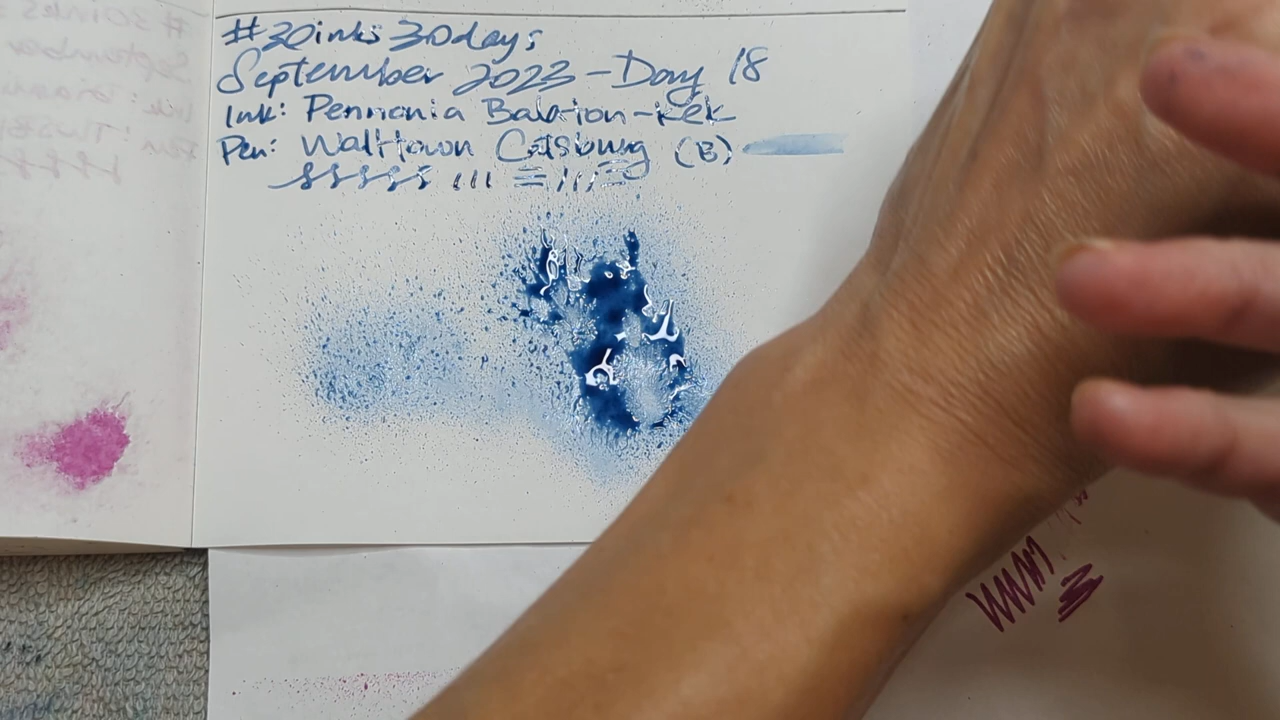 #30inks30days
September 2023 - Day 18
Ink: Pennonia Balaton-kék
Pen: Walttown Catsburg (B)